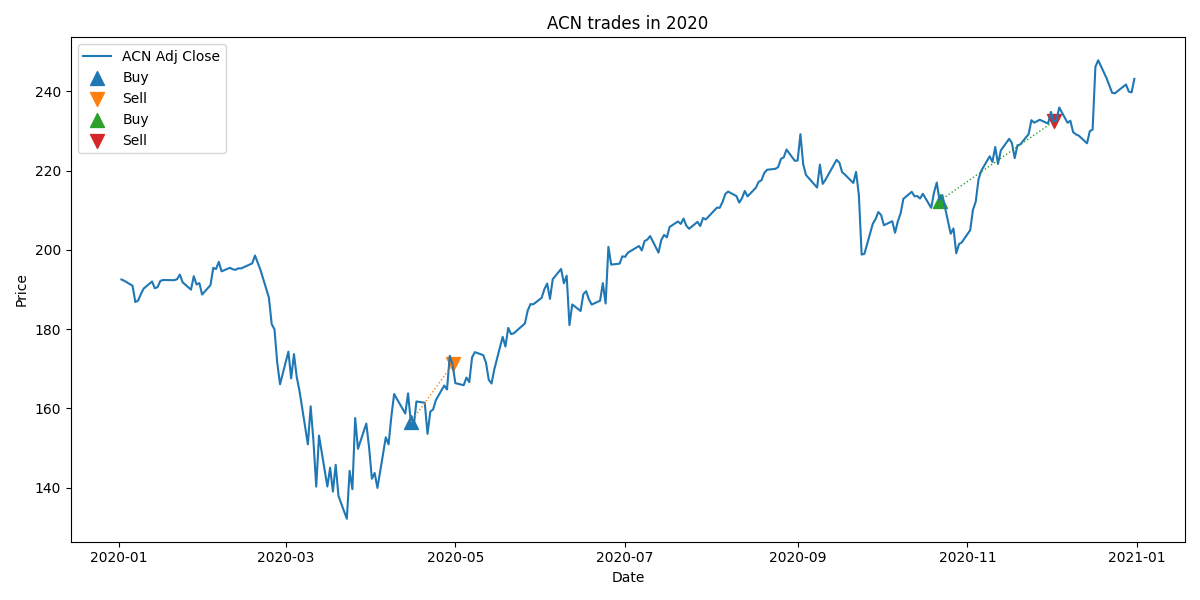 ACN trades in 2020
ACN Adj Close
Buy
Sell
Buy
Sell
240
220
200
180
160
140
Price
2020-01
2020-03
2020-05
2020-07
2020-09
2020-11
2021-01
Date